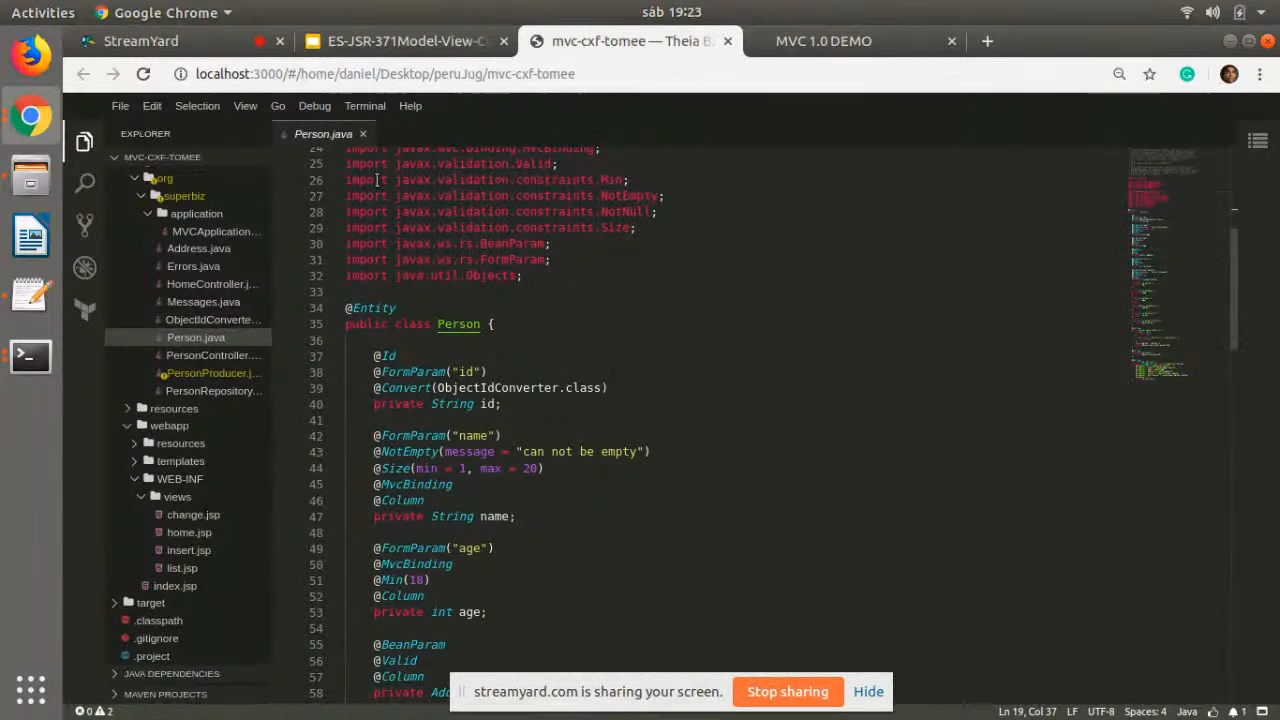 Activities Google Chrome sáb 19:23
StreamYard
ES-JSR-371Model-View-C
mvc-cxf-tomee — Theia B
MVC 1.0 DEMO
localhost:3000/#/home/daniel/Desktop/peruJug/mvc-cxf-tomee
File Edit Selection View Go Debug Terminal Help
EXPLORER
MVC-CXF-TOMEE
org
superbiz
application
MVCApplication...
Address.java
Errors.java
HomeController.j...
Messages.java
ObjectIdConverte...
Person.java
PersonController....
PersonProducer.j...
PersonRepository...
resources
webapp
resources
templates
WEB-INF
views
change.jsp
home.jsp
insert.jsp
list.jsp
index.jsp
target
.classpath
.gitignore
.project
JAVA DEPENDENCIES
MAVEN PROJECTS
Person.java
24 import javax.mvc.binding.MvcBinding;
25 import javax.validation.Valid;
26 import javax.validation.constraints.Min;
27 import javax.validation.constraints.NotEmpty;
28 import javax.validation.constraints.NotNull;
29 import javax.validation.constraints.Size;
30 import javax.ws.rs.BeanParam;
31 import javax.ws.rs.FormParam;
32 import java.util.Objects;
33
34 @Entity
35 public class Person {
36
37 @Id
38 @FormParam("id")
39 @Convert(ObjectIdConverter.class)
40 private String id;
41
42 @FormParam("name")
43 @NotEmpty(message = "can not be empty")
44 @Size(min = 1, max = 20)
45 @MvcBinding
46 @Column
47 private String name;
48
49 @FormParam("age")
50 @MvcBinding
51 @Min(18)
52 @Column
53 private int age;
54
55 @BeanParam
56 @Valid
57 @Column
58 private Add
streamyard.com is sharing your screen. Stop sharing Hide
0 2 Ln 19, Col 37 LF UTF-8 Spaces: 4 Java 1